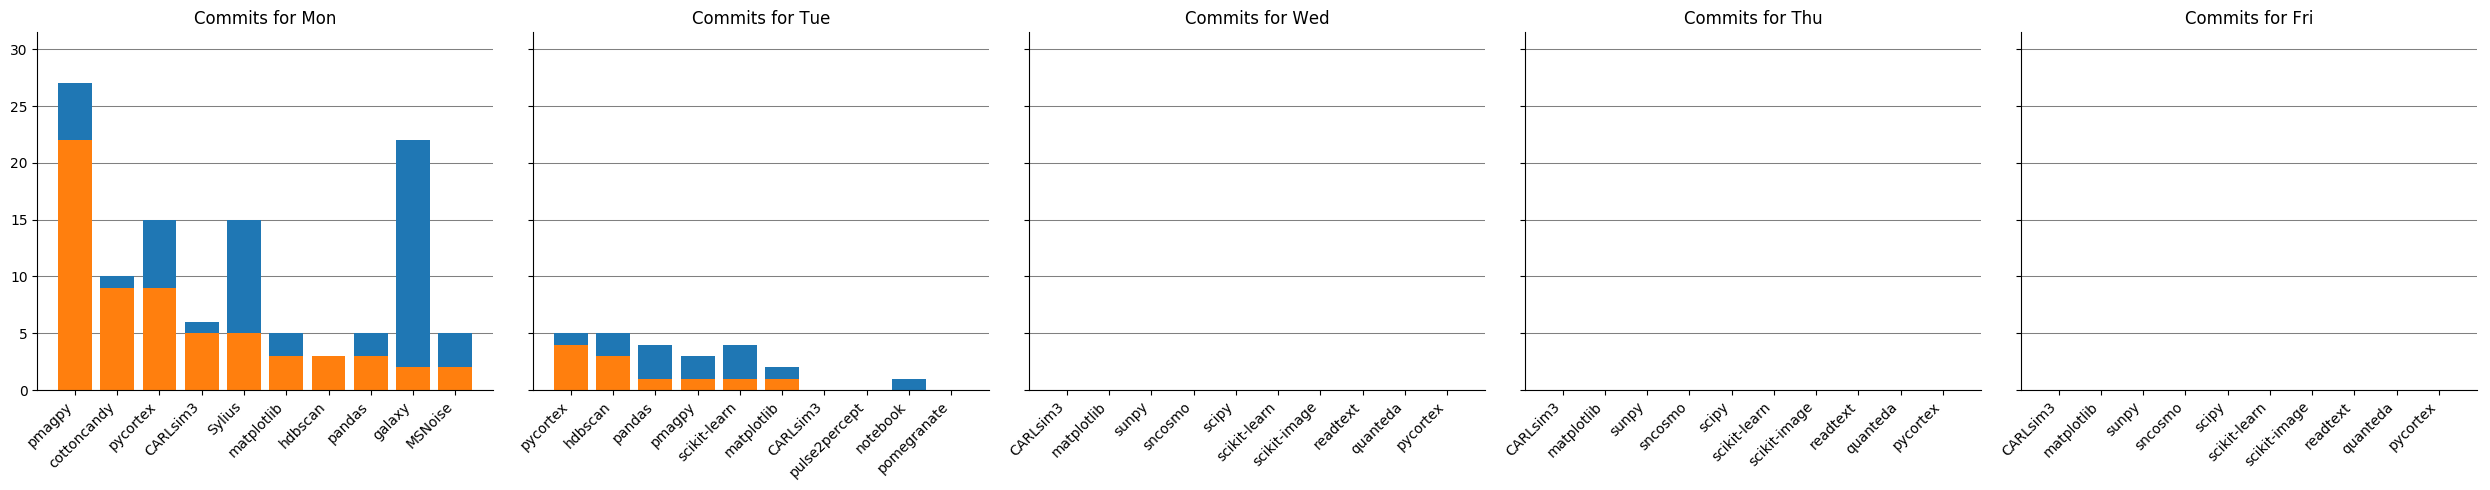 Commits for Mon
Commits for Tue
Commits for Wed
Commits for Thu
Commits for Fri
30
25
20
15
10
5
0
pmagpy
cottoncandy
pycortex
CARLsim3
Sylius
matplotlib
hdbscan
pandas
galaxy
MSNoise
pycortex
hdbscan
pandas
pmagpy
scikit-learn
matplotlib
CARLsim3
pulse2percept
notebook
pomegranate
CARLsim3
matplotlib
sunpy
sncosmo
scipy
scikit-learn
scikit-image
readtext
quanteda
pycortex
CARLsim3
matplotlib
sunpy
sncosmo
scipy
scikit-learn
scikit-image
readtext
quanteda
pycortex
CARLsim3
matplotlib
sunpy
sncosmo
scipy
scikit-learn
scikit-image
readtext
quanteda
pycortex